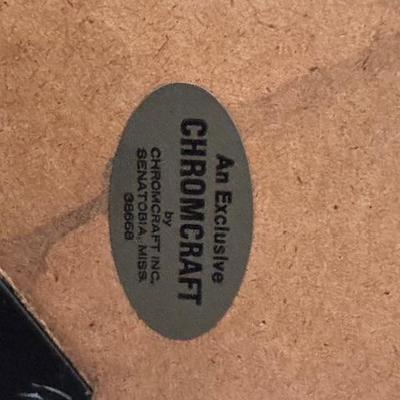 An Exclusive
CHROMCRAFT
by
CHROMCRAFT INC.
SENATOBIA, MISS.
38668